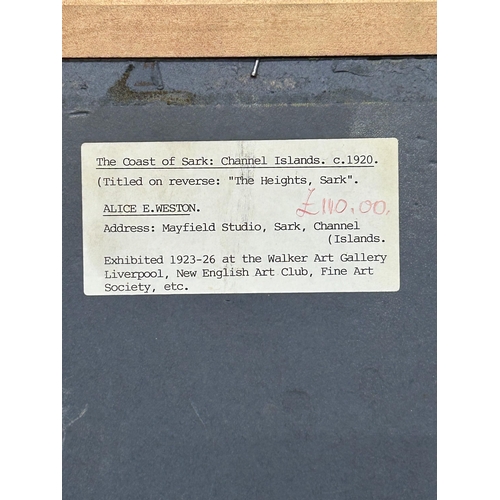 The Coast of Sark: Channel Islands. c.1920.
(Titled on reverse: "The Heights, Sark".
ALICE E.WESTON. £110.00.
Address: Mayfield Studio, Sark, Channel
(Islands.
Exhibited 1923-26 at the Walker Art Gallery
Liverpool, New English Art Club, Fine Art
Society, etc.